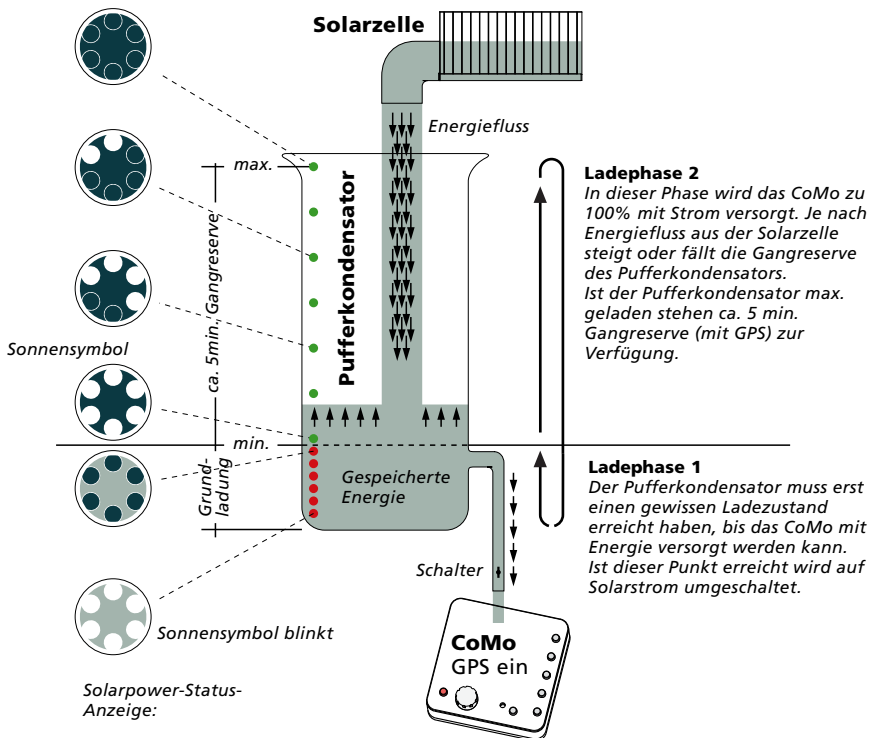 Solarzelle
Energiefluss
max.
Pufferkondensator
ca. 5min. Gangreserve
Sonnensymbol
Ladephase 2
In dieser Phase wird das CoMo zu
100% mit Strom versorgt. Je nach
Energiefluss aus der Solarzelle
steigt oder fällt die Gangreserve
des Pufferkondensators.
Ist der Pufferkondensator max.
geladen stehen ca. 5 min.
Gangreserve (mit GPS) zur
Verfügung.
min.
Grund-
ladung
Gespeicherte
Energie
Ladephase 1
Der Pufferkondensator muss erst
einen gewissen Ladezustand
erreicht haben, bis das CoMo mit
Energie versorgt werden kann.
Ist dieser Punkt erreicht wird auf
Solarstrom umgeschaltet.
Schalter
Sonnensymbol blinkt
CoMo
GPS ein
Solarpower-Status-
Anzeige: